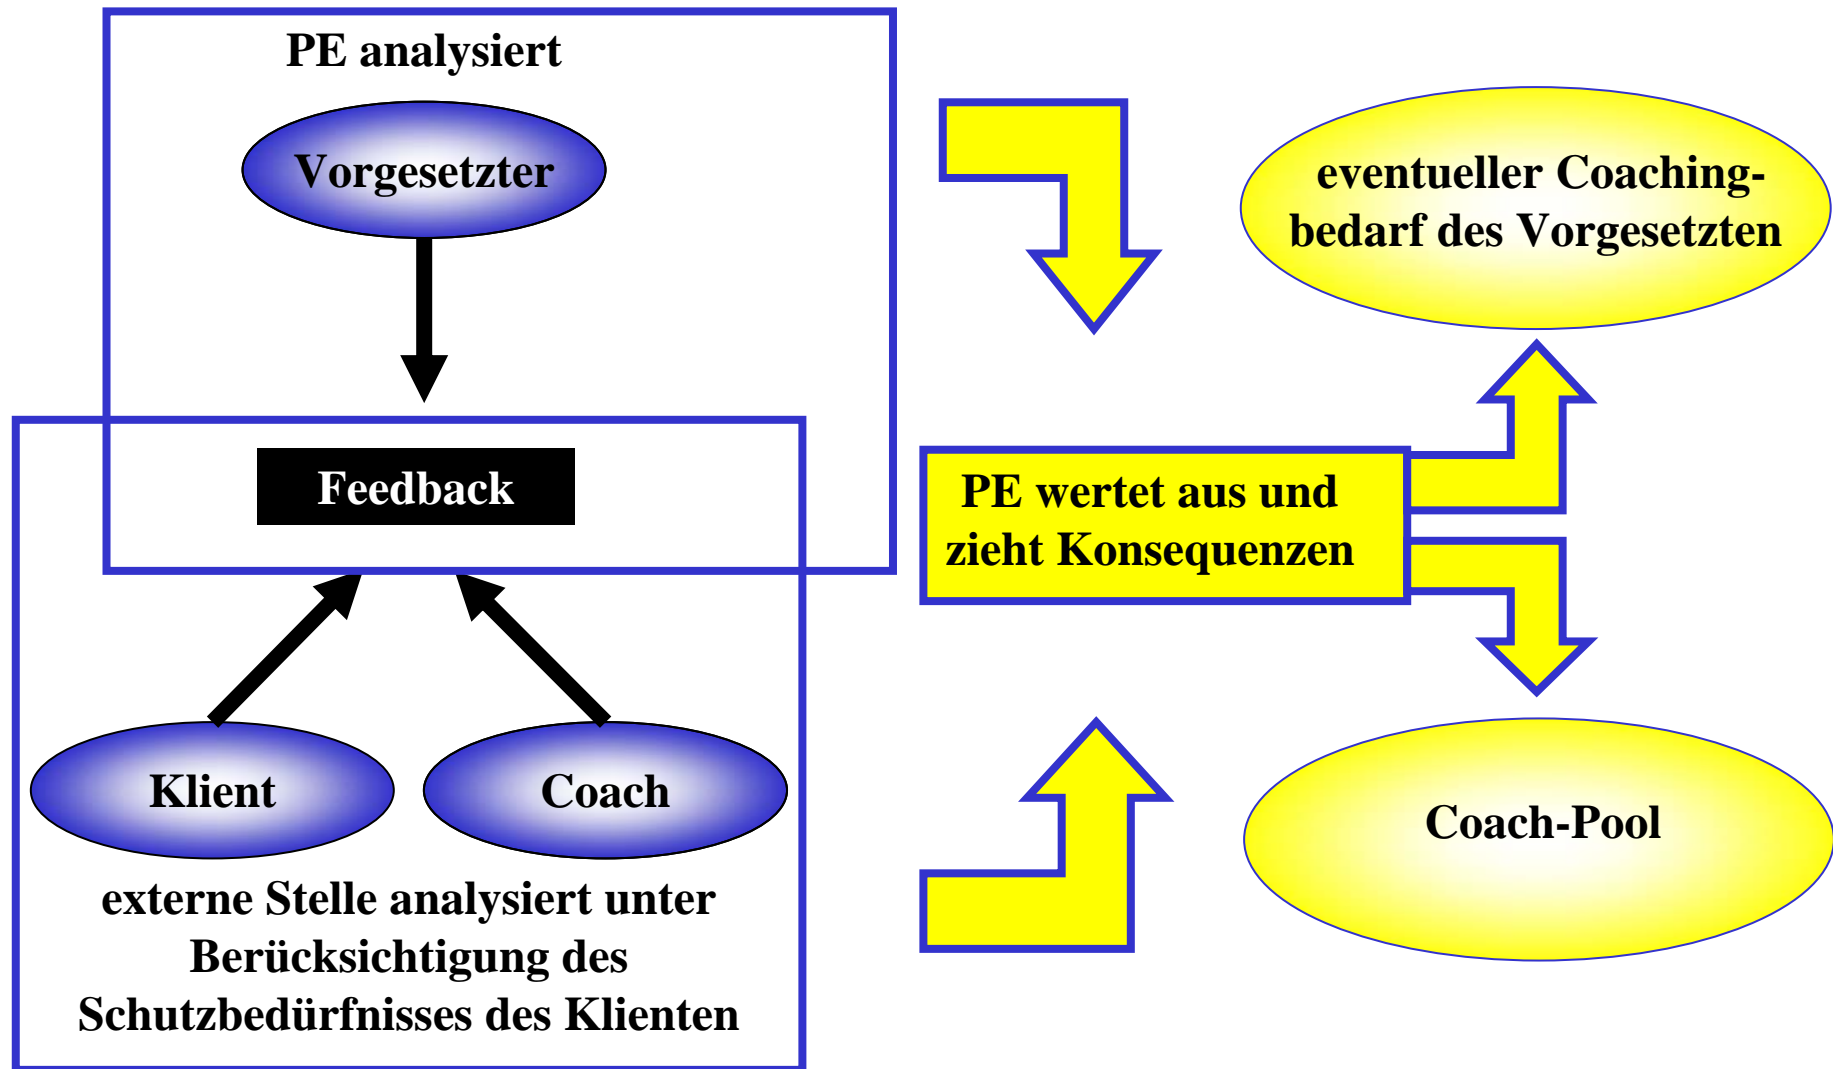 PE analysiert
Vorgesetzter
Feedback
Klient
Coach
externe Stelle analysiert unter
Berücksichtigung des
Schutzbedürfnisses des Klienten
PE wertet aus und
zieht Konsequenzen
eventueller Coaching-
bedarf des Vorgesetzten
Coach-Pool